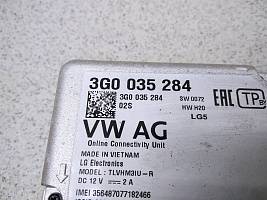 3G0 035 284
3G0 035 284 SW 0072
02S HW H20
LG5
EAC TP
VW AG
Online Connectivity Unit
MADE IN VIETNAM
LG Electronics
MODEL : TLVHM3IU-R
DC 12 V ⎓ 2 A
IMEI 356487077182466